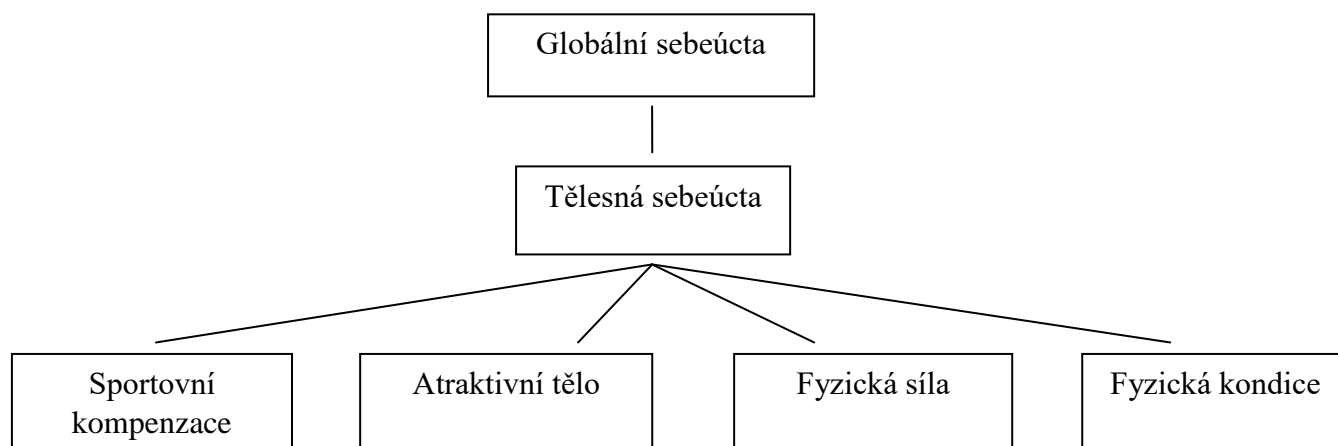 Globální sebeúcta
Tělesná sebeúcta
Sportovní
kompenzace
Atraktivní tělo
Fyzická síla
Fyzická kondice